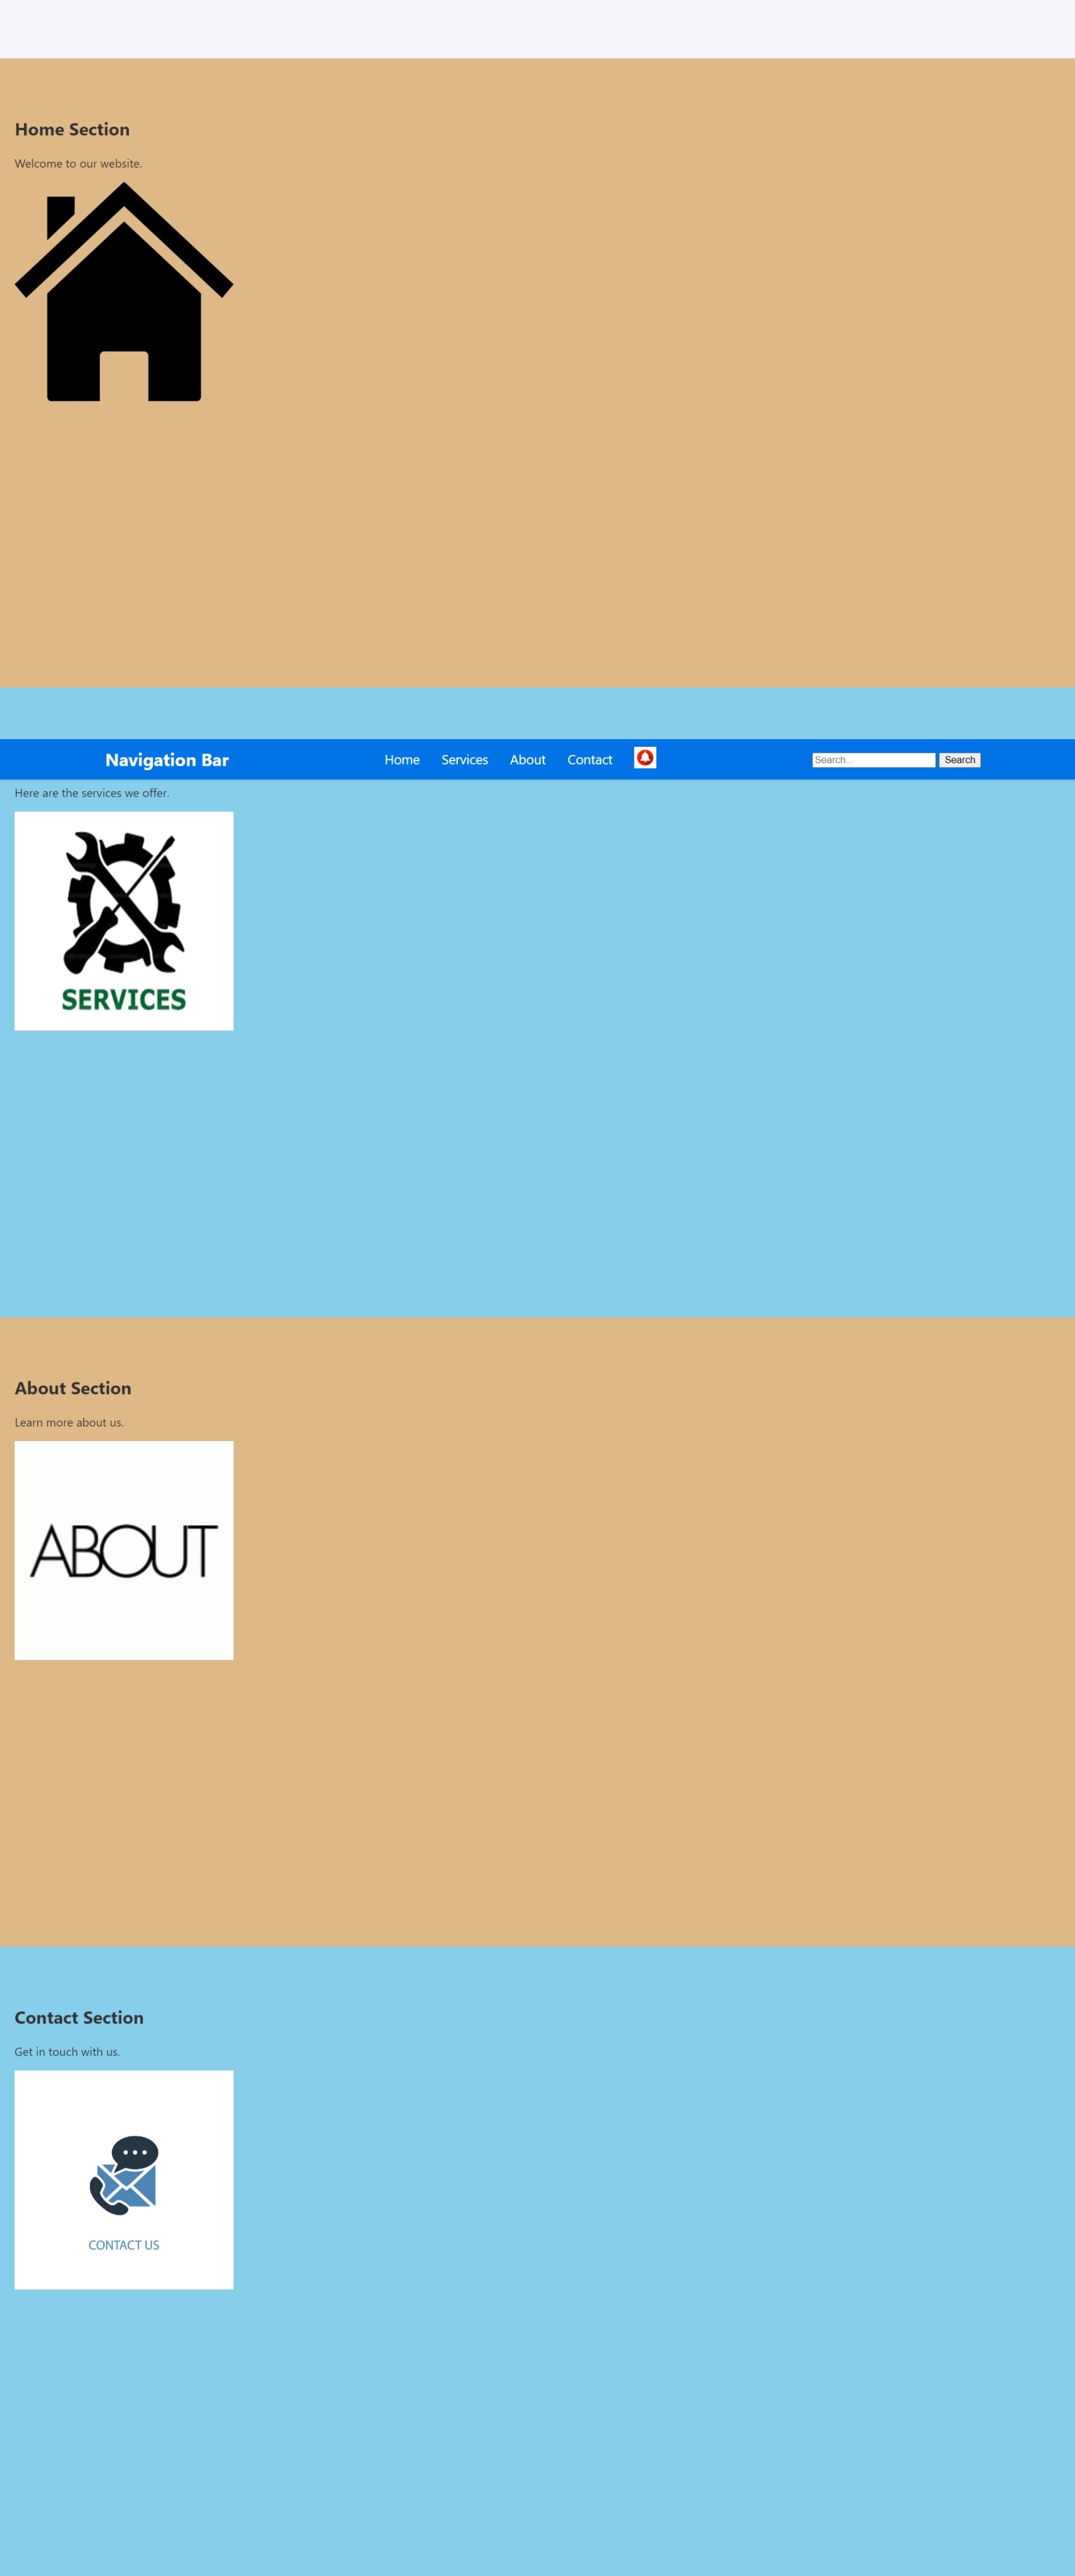 Home Section
Welcome to our website.
Navigation Bar Home Services About Contact Search... Search
Here are the services we offer.
SERVICES
About Section
Learn more about us.
ABOUT
Contact Section
Get in touch with us.
CONTACT US